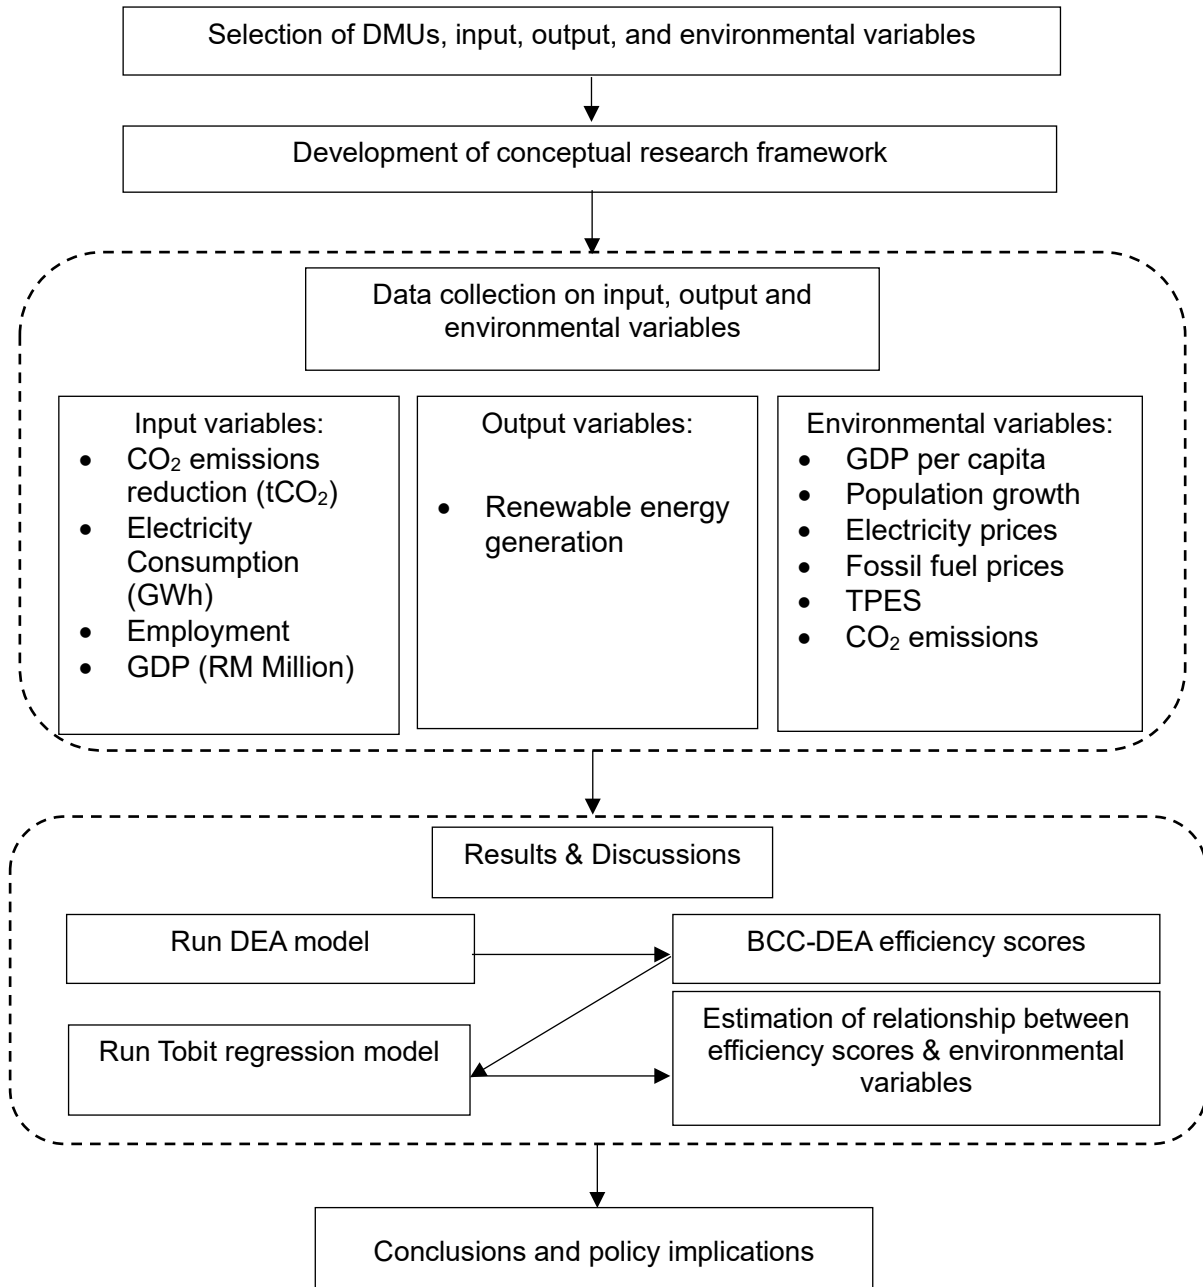 Selection of DMUs, input, output, and environmental variables
Development of conceptual research framework
Data collection on input, output and
environmental variables
Input variables:
• CO₂ emissions
reduction (tCO₂)
• Electricity
Consumption
(GWh)
• Employment
• GDP (RM Million)
Output variables:
• Renewable energy
generation
Environmental variables:
• GDP per capita
• Population growth
• Electricity prices
• Fossil fuel prices
• TPES
• CO₂ emissions
Results & Discussions
Run DEA model
BCC-DEA efficiency scores
Run Tobit regression model
Estimation of relationship between
efficiency scores & environmental
variables
Conclusions and policy implications